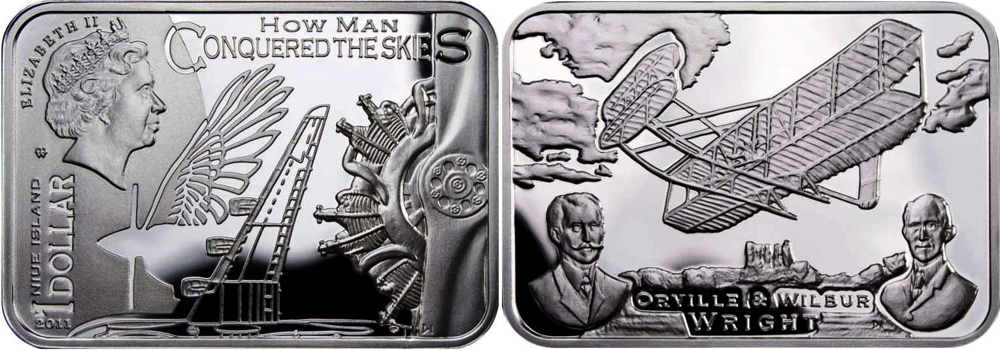 ELIZABETH II
HOW MAN
CONQUERED THE SKIES
NIUE ISLAND
1 DOLLAR
2011
ORVILLE & WILBUR
WRIGHT